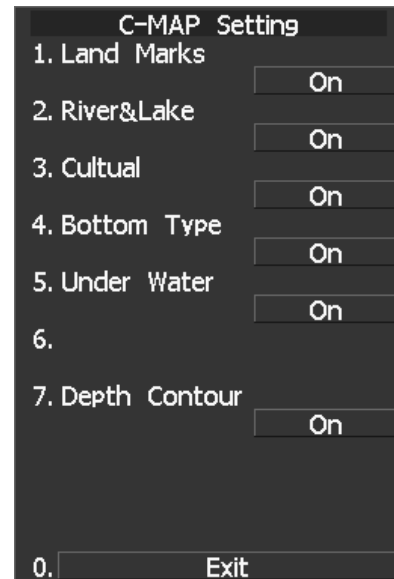 C-MAP Setting
1. Land Marks
On
2. River&Lake
On
3. Cultual
On
4. Bottom Type
On
5. Under Water
On
6.
7. Depth Contour
On
0. Exit